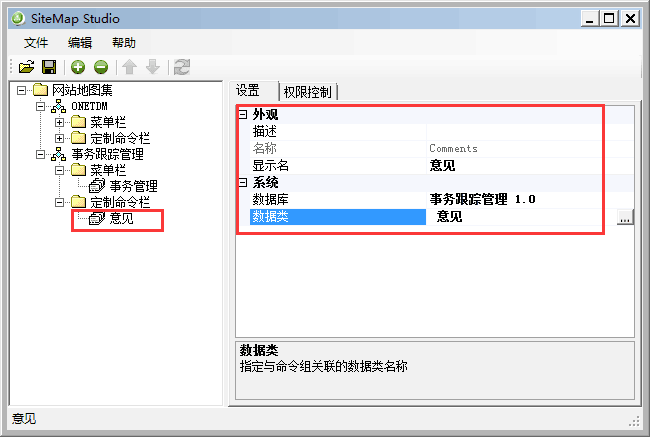 SiteMap Studio
文件 编辑 帮助
网站地图集
ONETDM
菜单栏
定制命令栏
事务跟踪管理
菜单栏
事务管理
定制命令栏
意见
设置 权限控制
外观
描述
名称 Comments
显示名 意见
系统
数据库 事务跟踪管理 1.0
数据类 意见 ...
数据类
指定与命令组关联的数据类名称
意见